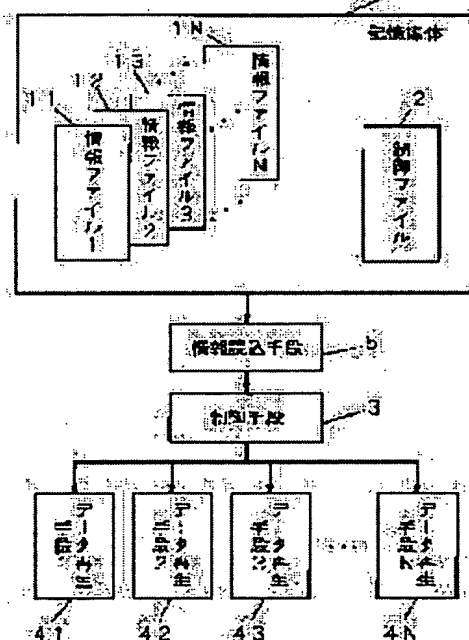 記憶媒体
1N
13
12
11
2
情報ファイル1
情報ファイル2
情報ファイル3
情報ファイルN
制御ファイル
情報読込手段
5
制御手段
3
データ再生手段1
データ再生手段2
データ再生手段3
データ再生手段N
41
42
43
4N